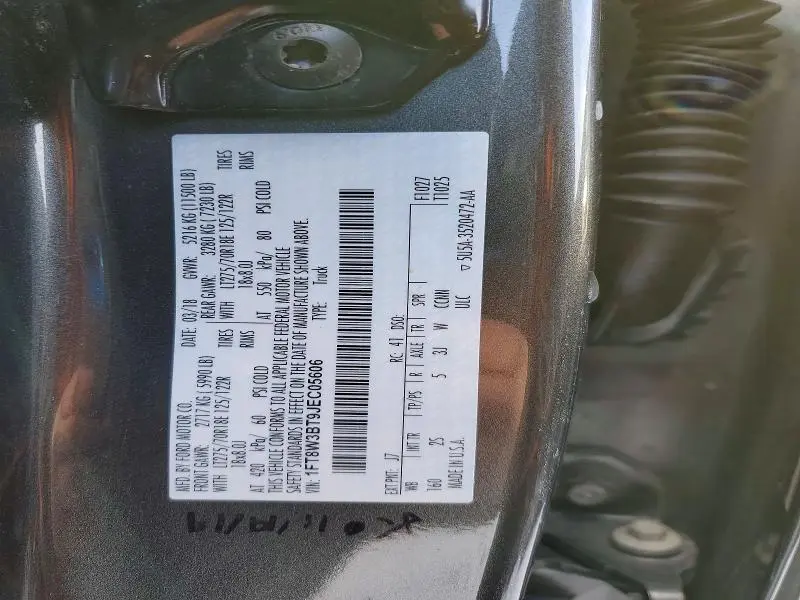 MFD. BY FORD MOTOR CO.
DATE: 03/18 GVWR: 5216 KG (11500 LB)
FRONT GAWR: 2717 KG (5990 LB) REAR GAWR: 3280 KG (7230 LB)
WITH LT275/70R18E 125/122R TIRES WITH LT275/70R18E 125/122R TIRES
18x8.0J RIMS 18x8.0J RIMS
AT 420 kPa/ 60 PSI COLD AT 550 kPa/ 80 PSI COLD
THIS VEHICLE CONFORMS TO ALL APPLICABLE FEDERAL MOTOR VEHICLE
SAFETY STANDARDS IN EFFECT ON THE DATE OF MANUFACTURE SHOWN ABOVE.
VIN: 1FT8W3BT9JEC05606 TYPE: Truck
EXT PNT: J7 RC: 41 DSO: F1027
WB INT TR TP/PS R AXLE TR SPR T1025
160 2S 5 3J W CCNN
MADE IN U.S.A. ULC ▽ 5U5A-3520472-AA